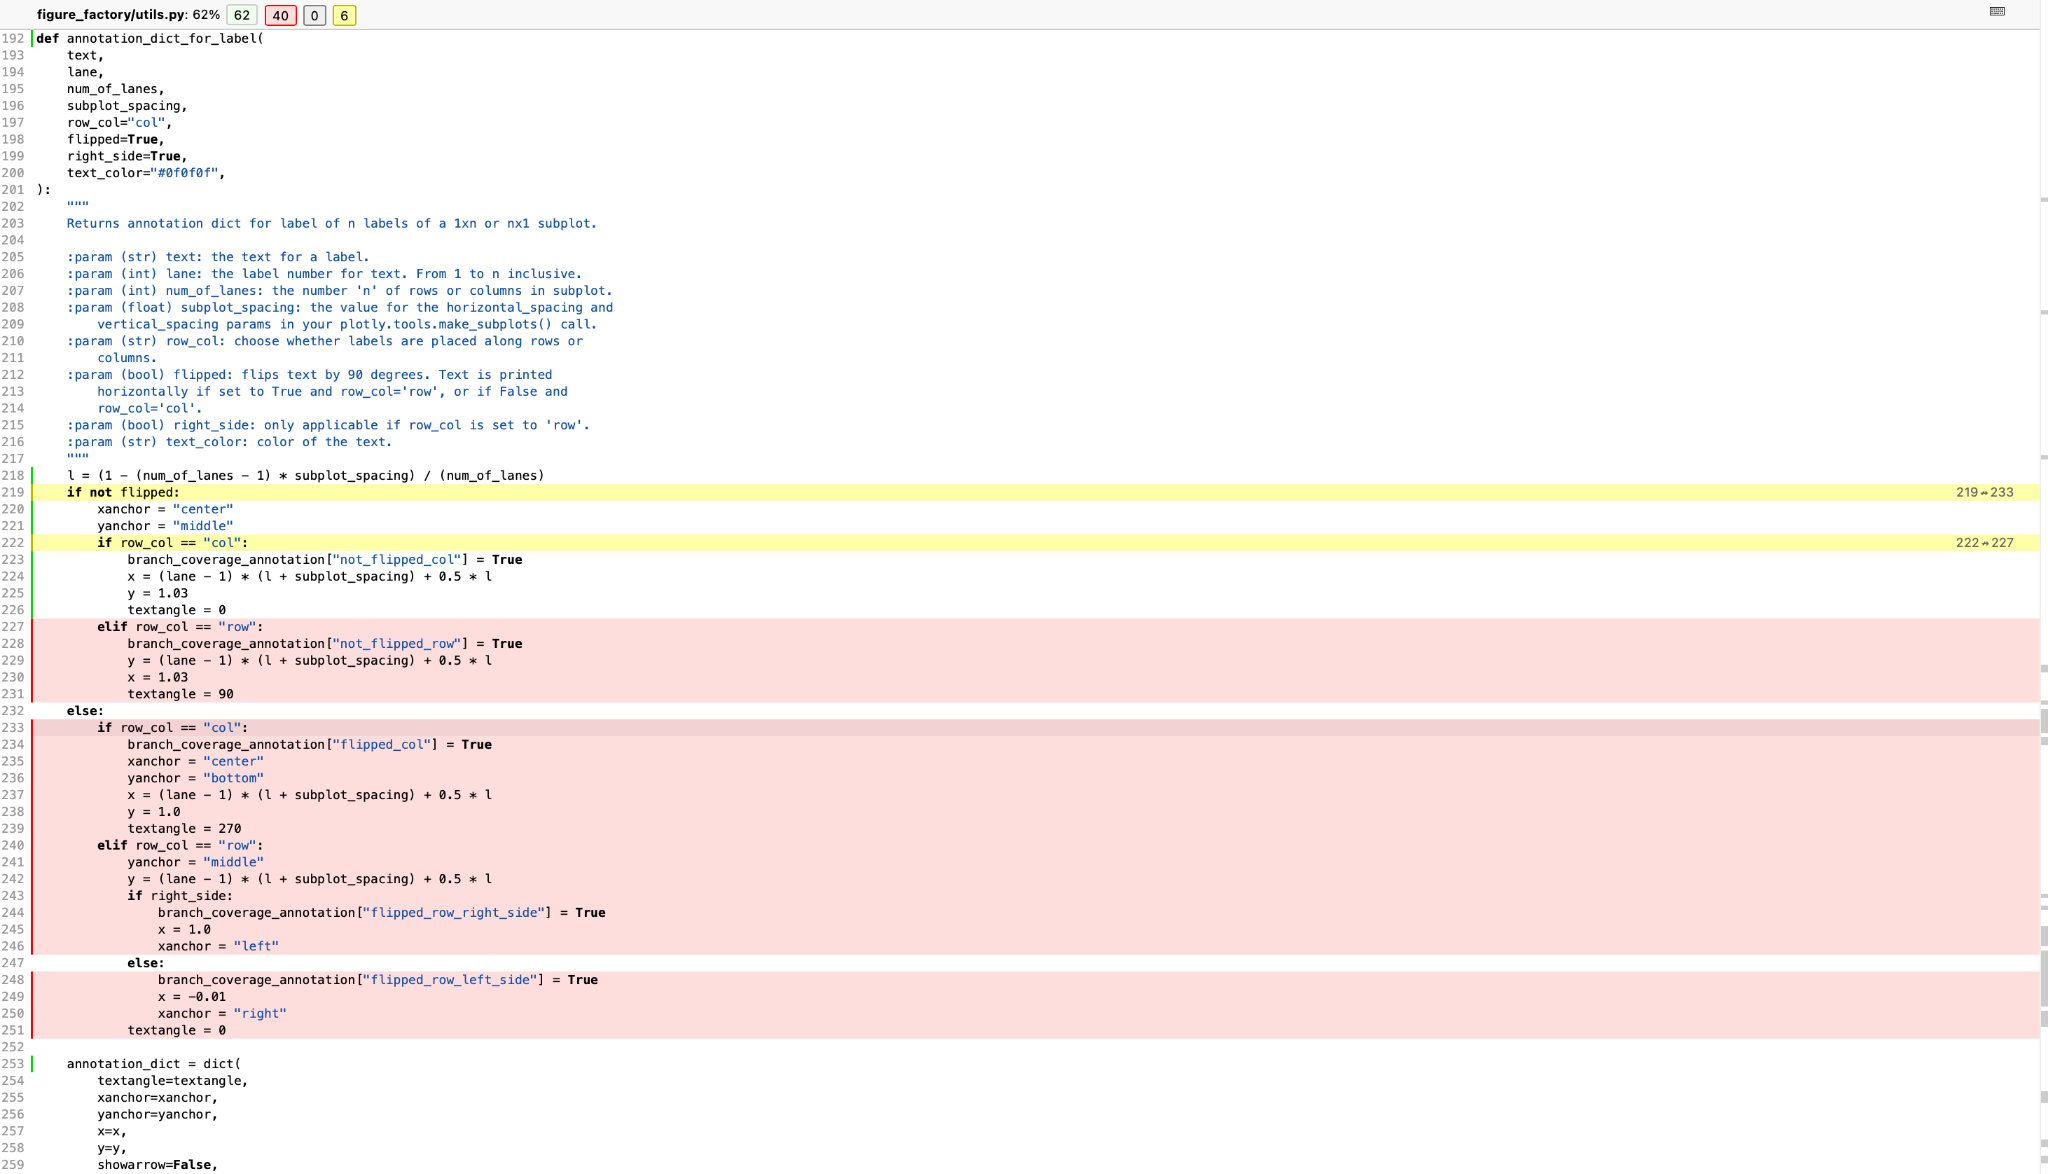 figure_factory/utils.py: 62% 62 40 0 6
192 def annotation_dict_for_label(
193     text,
194     lane,
195     num_of_lanes,
196     subplot_spacing,
197     row_col="col",
198     flipped=True,
199     right_side=True,
200     text_color="#0f0f0f",
201 ):
202     """
203     Returns annotation dict for label of n labels of a 1xn or nx1 subplot.
204
205     :param (str) text: the text for a label.
206     :param (int) lane: the label number for text. From 1 to n inclusive.
207     :param (int) num_of_lanes: the number 'n' of rows or columns in subplot.
208     :param (float) subplot_spacing: the value for the horizontal_spacing and
209         vertical_spacing params in your plotly.tools.make_subplots() call.
210     :param (str) row_col: choose whether labels are placed along rows or
211         columns.
212     :param (bool) flipped: flips text by 90 degrees. Text is printed
213         horizontally if set to True and row_col='row', or if False and
214         row_col='col'.
215     :param (bool) right_side: only applicable if row_col is set to 'row'.
216     :param (str) text_color: color of the text.
217     """
218     l = (1 - (num_of_lanes - 1) * subplot_spacing) / (num_of_lanes)
219     if not flipped: 219 ↛ 233
220         xanchor = "center"
221         yanchor = "middle"
222         if row_col == "col": 222 ↛ 227
223             branch_coverage_annotation["not_flipped_col"] = True
224             x = (lane - 1) * (l + subplot_spacing) + 0.5 * l
225             y = 1.03
226             textangle = 0
227         elif row_col == "row":
228             branch_coverage_annotation["not_flipped_row"] = True
229             y = (lane - 1) * (l + subplot_spacing) + 0.5 * l
230             x = 1.03
231             textangle = 90
232     else:
233         if row_col == "col":
234             branch_coverage_annotation["flipped_col"] = True
235             xanchor = "center"
236             yanchor = "bottom"
237             x = (lane - 1) * (l + subplot_spacing) + 0.5 * l
238             y = 1.0
239             textangle = 270
240         elif row_col == "row":
241             yanchor = "middle"
242             y = (lane - 1) * (l + subplot_spacing) + 0.5 * l
243             if right_side:
244                 branch_coverage_annotation["flipped_row_right_side"] = True
245                 x = 1.0
246                 xanchor = "left"
247             else:
248                 branch_coverage_annotation["flipped_row_left_side"] = True
249                 x = -0.01
250                 xanchor = "right"
251             textangle = 0
252
253     annotation_dict = dict(
254         textangle=textangle,
255         xanchor=xanchor,
256         yanchor=yanchor,
257         x=x,
258         y=y,
259         showarrow=False,